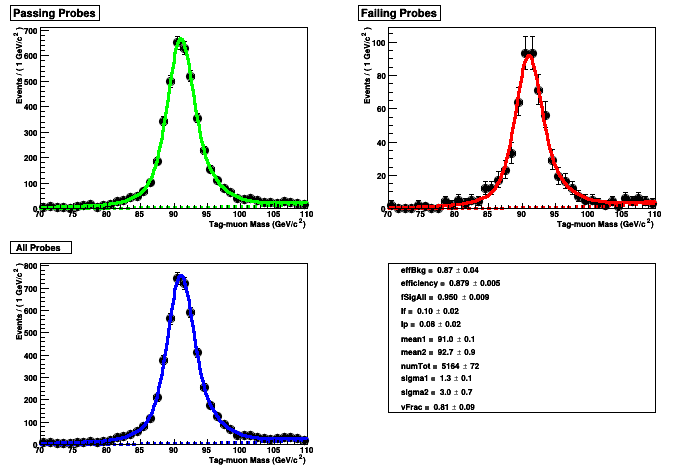 Passing Probes
Events / ( 1 GeV/c²
700
600
500
400
300
200
100
0
70 75 80 85 90 95 100 105 110
Tag-muon Mass (GeV/c²
Failing Probes
Events / ( 1 GeV/c²
100
80
60
40
20
0
70 75 80 85 90 95 100 105 110
Tag-muon Mass (GeV/c²
All Probes
Events / ( 1 GeV/c²
800
700
600
500
400
300
200
100
0
70 75 80 85 90 95 100 105 110
Tag-muon Mass (GeV/c²
effBkg = 0.87 ± 0.04
efficiency = 0.879 ± 0.005
fSigAll = 0.950 ± 0.009
lf = 0.10 ± 0.02
lp = 0.08 ± 0.02
mean1 = 91.0 ± 0.1
mean2 = 92.7 ± 0.9
numTot = 5164 ± 72
sigma1 = 1.3 ± 0.1
sigma2 = 3.0 ± 0.7
vFrac = 0.81 ± 0.09